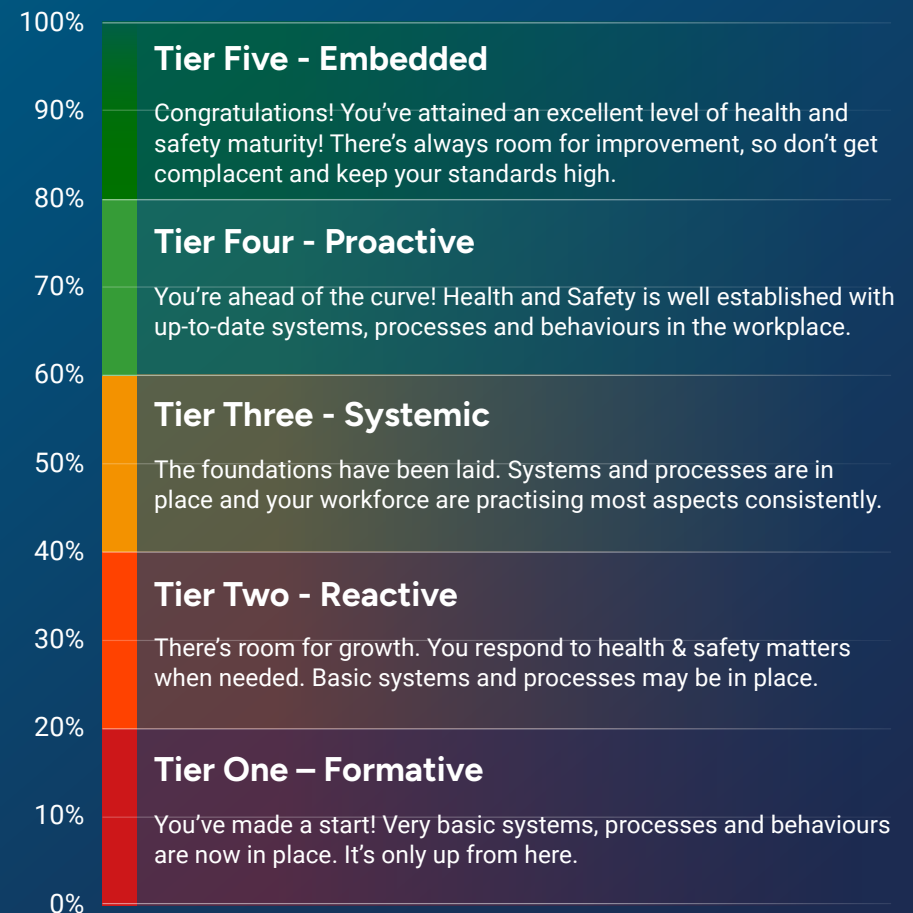 100%
Tier Five - Embedded
90%
Congratulations! You’ve attained an excellent level of health and
safety maturity! There’s always room for improvement, so don’t get
complacent and keep your standards high.
80%
Tier Four - Proactive
70%
You’re ahead of the curve! Health and Safety is well established with
up-to-date systems, processes and behaviours in the workplace.
60%
Tier Three - Systemic
50%
The foundations have been laid. Systems and processes are in
place and your workforce are practising most aspects consistently.
40%
Tier Two - Reactive
30%
There’s room for growth. You respond to health & safety matters
when needed. Basic systems and processes may be in place.
20%
Tier One – Formative
10%
You’ve made a start! Very basic systems, processes and behaviours
are now in place. It’s only up from here.
0%